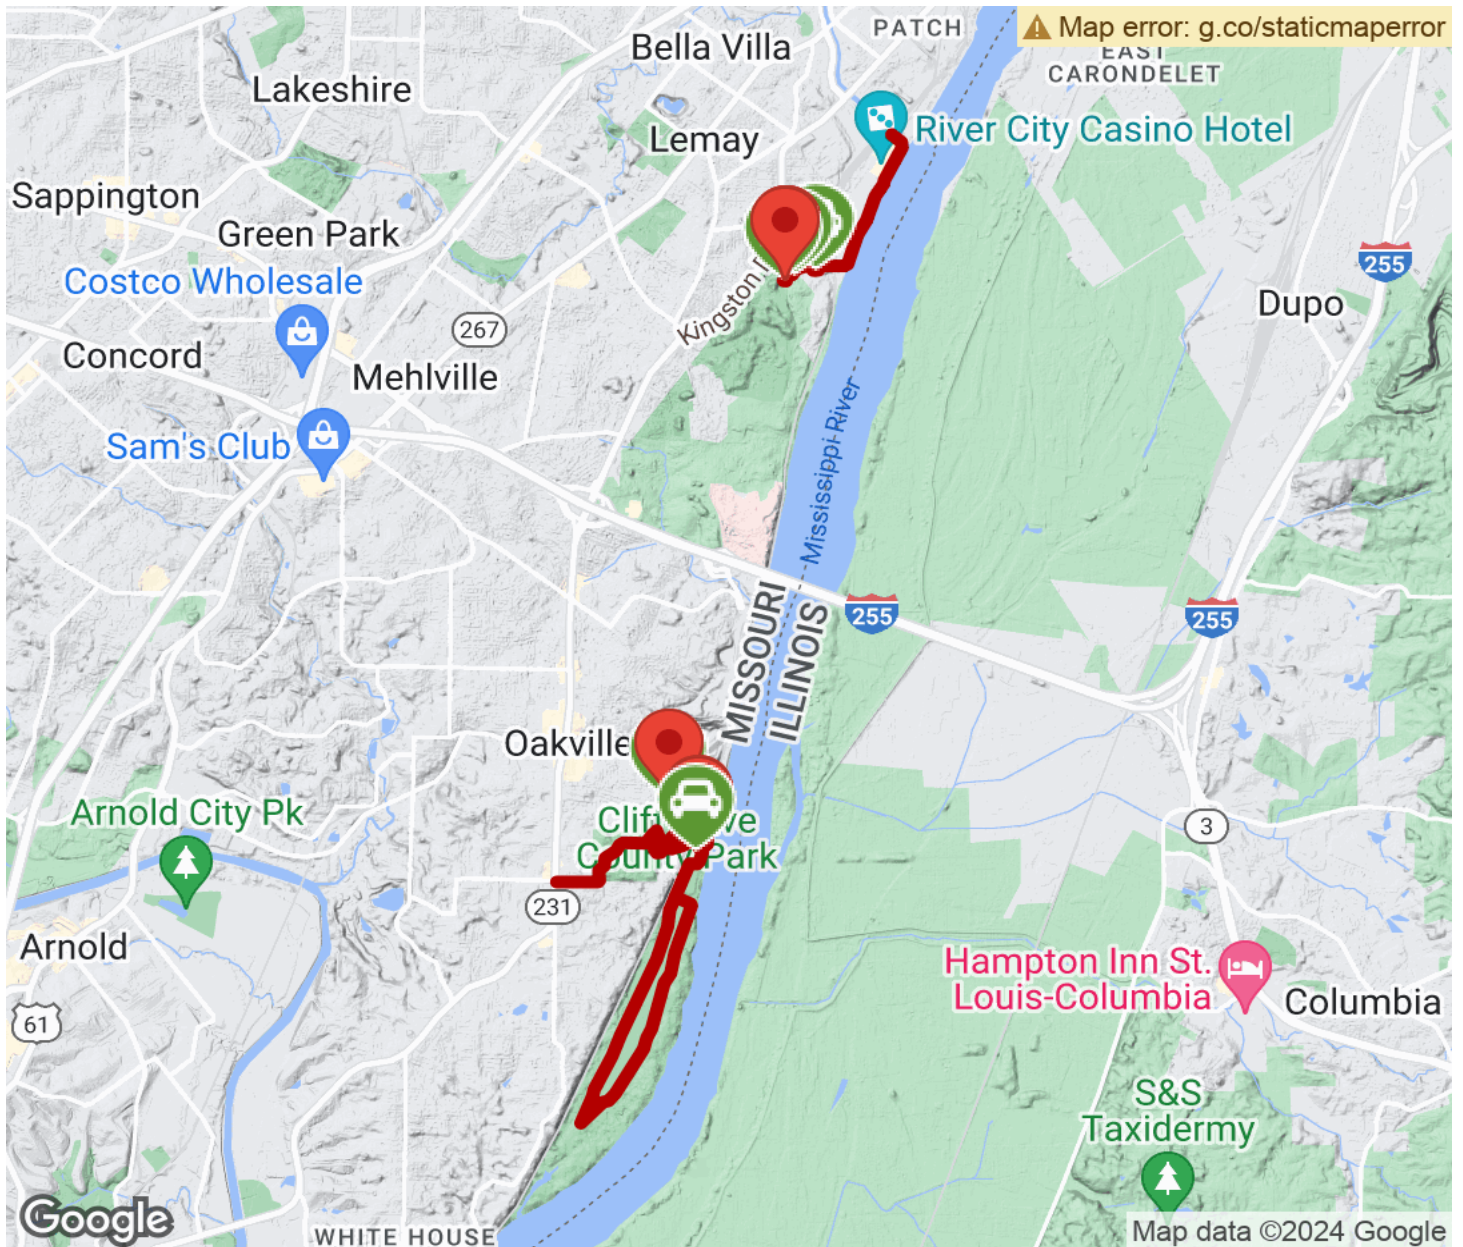 PATCH
Map error: g.co/staticmaperror
Bella Villa
EAST
CARONDELET
Lakeshire
River City Casino Hotel
Lemay
Sappington
Green Park
255
Costco Wholesale
Kingston
Dupo
267
Concord
Mehlville
Mississippi River
Sam's Club
MISSOURI
ILLINOIS
255
255
Oakville
Arnold City Pk
County Park
3
231
Arnold
Hampton Inn St.
Louis-Columbia
Columbia
61
S&S
Taxidermy
Google
WHITE HOUSE
Map data ©2024 Google